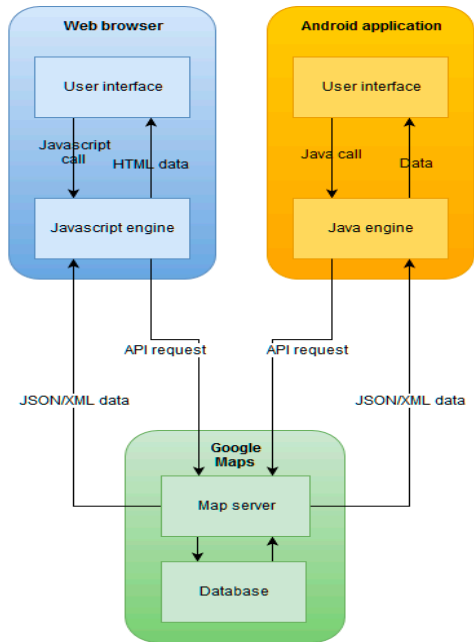 Web browser
User interface
Javascript
call
HTML data
Javascript engine
Android application
User interface
Java call
Data
Java engine
API request
API request
JSON/XML data
JSON/XML data
Google
Maps
Map server
Database